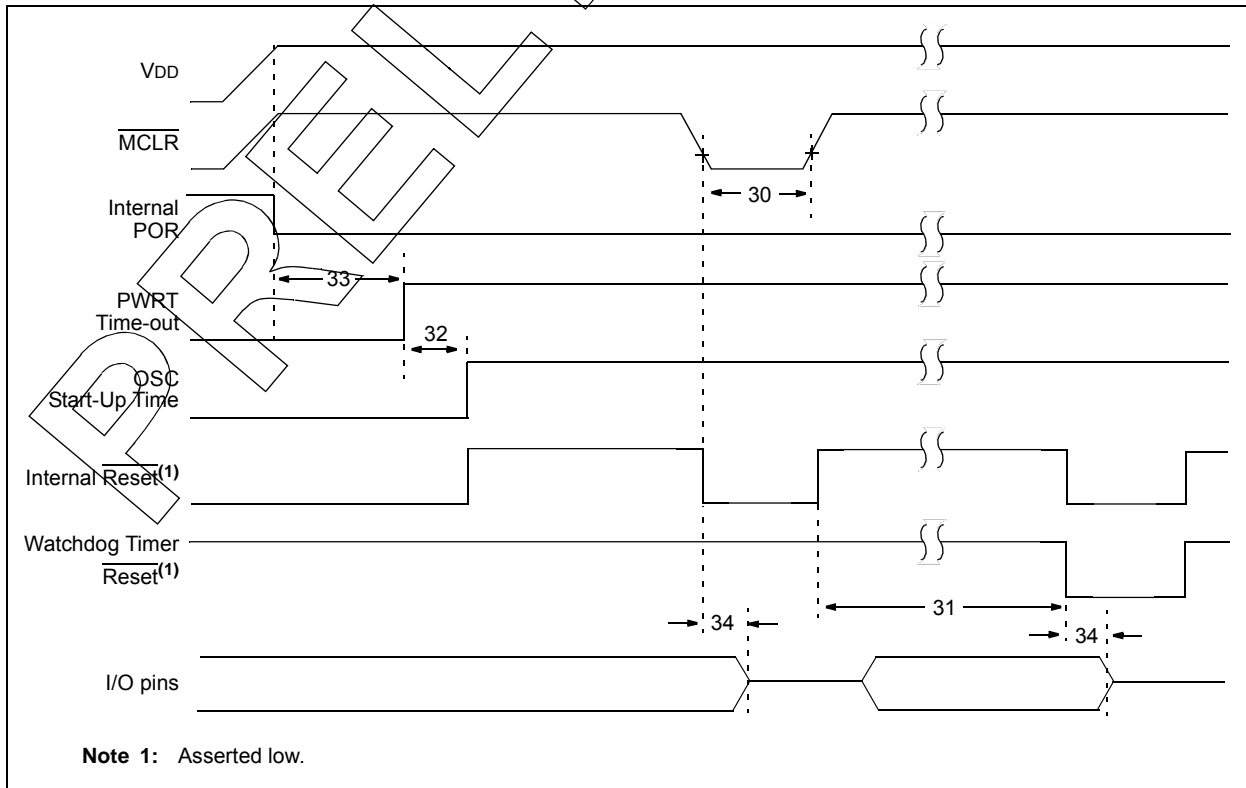 VDD
MCLR
30
Internal
POR
33
PWRT
Time-out
32
OSC
Start-Up Time
Internal Reset(1)
Watchdog Timer
Reset(1)
31
34
34
I/O pins
Note 1: Asserted low.
PREL